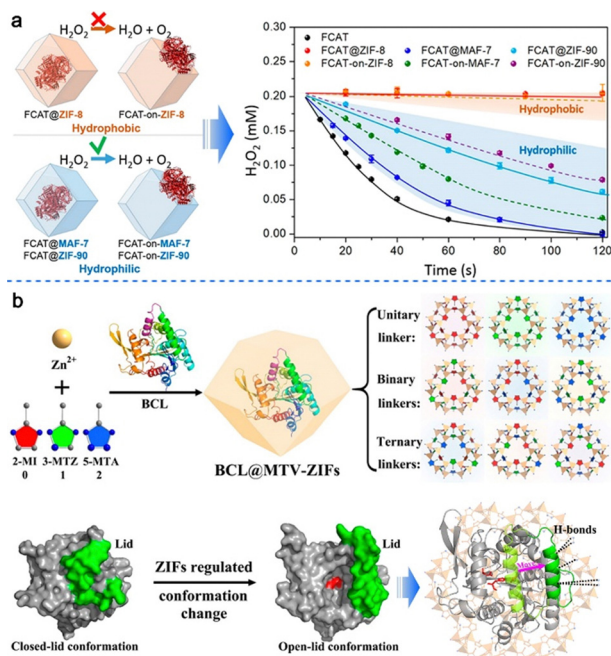 a
H₂O₂
H₂O + O₂
FCAT@ZIF-8
FCAT-on-ZIF-8
Hydrophobic
H₂O₂
H₂O + O₂
FCAT@MAF-7
FCAT@ZIF-90
FCAT-on-MAF-7
FCAT-on-ZIF-90
Hydrophilic
FCAT
FCAT@ZIF-8
FCAT@MAF-7
FCAT@ZIF-90
FCAT-on-ZIF-8
FCAT-on-MAF-7
FCAT-on-ZIF-90
Hydrophobic
Hydrophilic
H₂O₂ (mM)
0.30
0.25
0.20
0.15
0.10
0.05
0.00
0
20
40
60
80
100
120
Time (s)
b
Zn²⁺
+
2-MI
3-MTZ
5-MTA
0
1
2
BCL
BCL@MTV-ZIFs
Unitary
linker:
Binary
linkers:
Ternary
linkers:
Lid
Closed-lid conformation
ZIFs regulated
conformation
change
Lid
Open-lid conformation
H-bonds